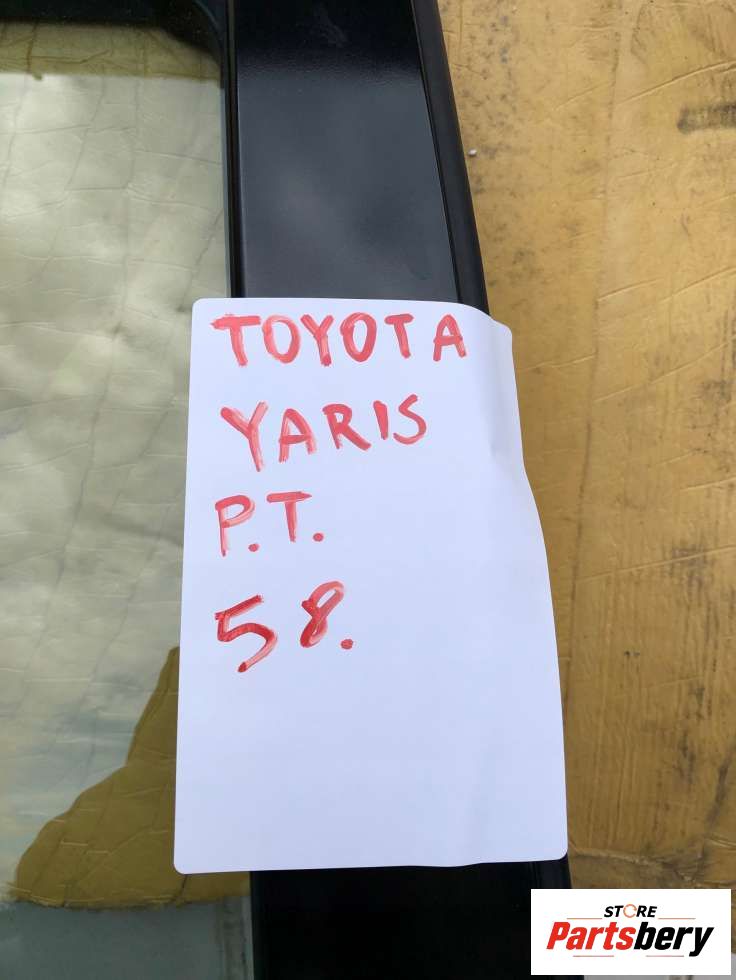 TOYOTA
YARIS
P.T.
58.
STORE
Partsbery